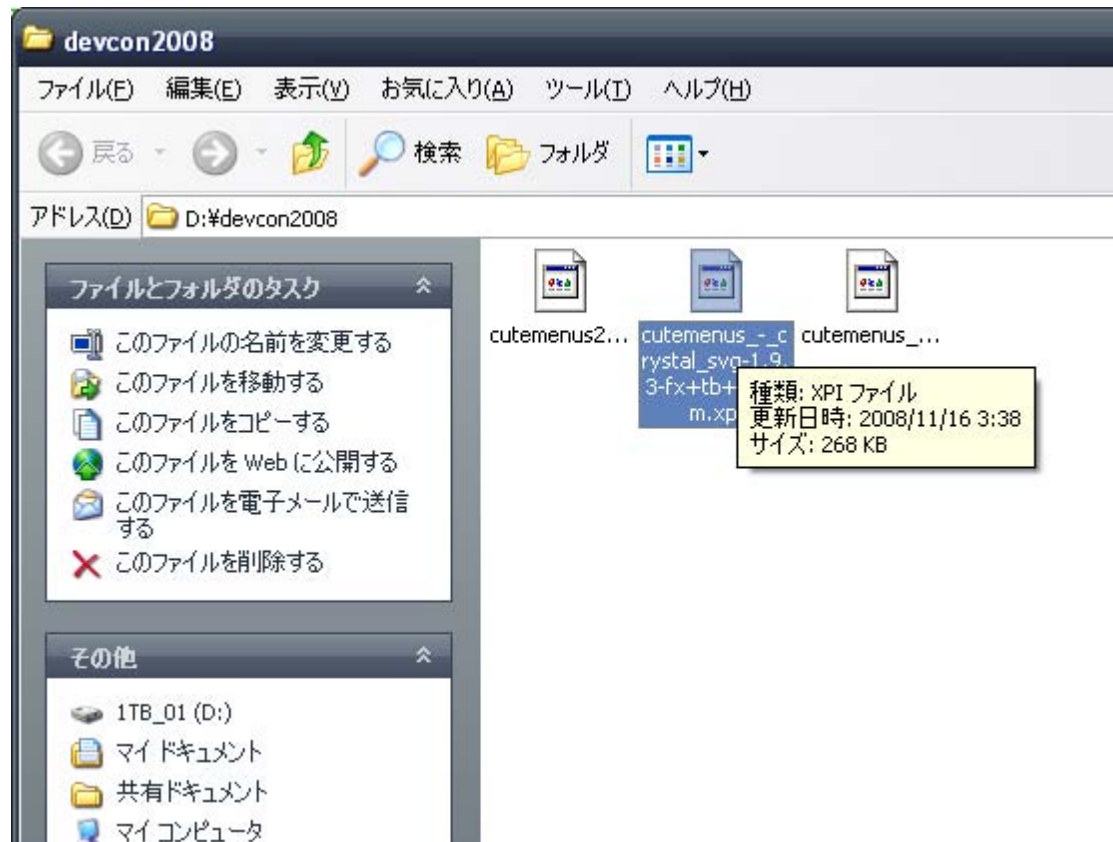 devcon2008
ファイル(F) 編集(E) 表示(V) お気に入り(A) ツール(T) ヘルプ(H)
戻る 検索 フォルダ
アドレス(D) D:¥devcon2008
ファイルとフォルダのタスク
このファイルの名前を変更する
このファイルを移動する
このファイルをコピーする
このファイルを Web に公開する
このファイルを電子メールで送信
する
このファイルを削除する
その他
1TB_01 (D:)
マイ ドキュメント
共有ドキュメント
マイ コンピュータ
cutemenus2... cutemenus_-_c cutemenus_...
rystal_svg-1.9.
3-fx+tb+
m.xp
種類: XPI ファイル
更新日時: 2008/11/16 3:38
サイズ: 268 KB